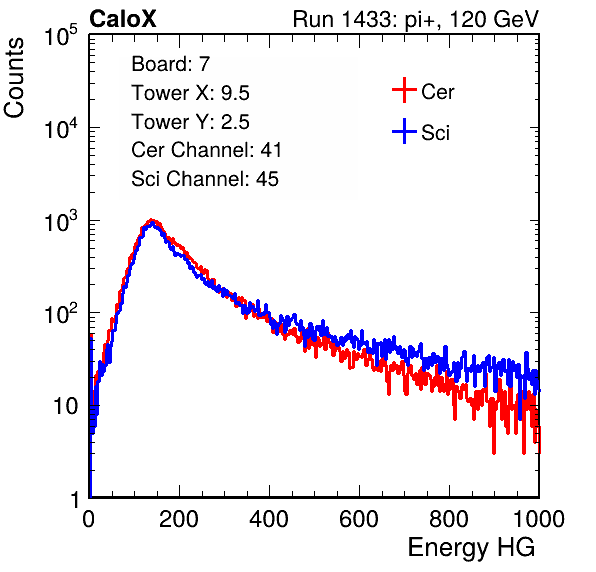 CaloX Run 1433: pi+, 120 GeV
Counts
Board: 7
Tower X: 9.5
Tower Y: 2.5
Cer Channel: 41
Sci Channel: 45
Cer
Sci
10^5
10^4
10^3
10^2
10
1
0 200 400 600 800 1000
Energy HG